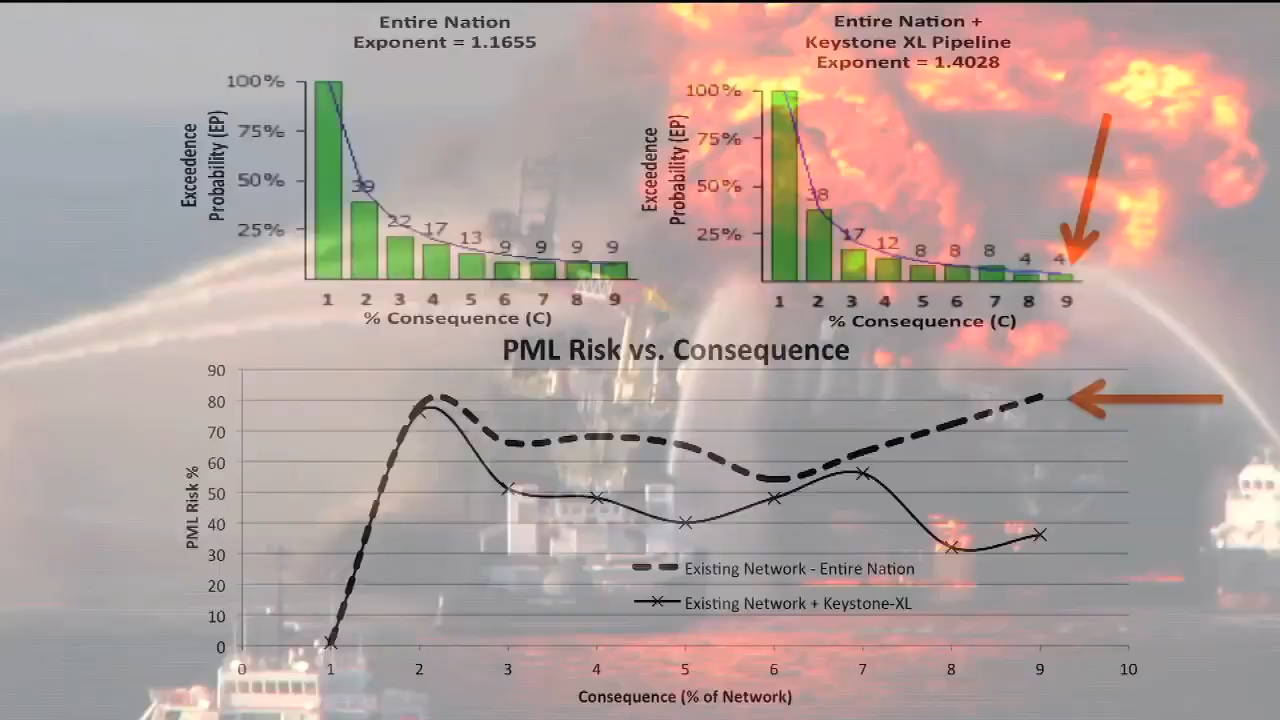 Entire Nation
Exponent = 1.1655
100%
75%
50%
25%
Exceedence
Probability (EP)
39
22
17
13
9
9
9
9
1 2 3 4 5 6 7 8 9
% Consequence (C)
Entire Nation +
Keystone XL Pipeline
Exponent = 1.4028
100%
75%
50%
25%
Exceedence
Probability (EP)
38
17
12
8
8
8
4
4
1 2 3 4 5 6 7 8 9
% Consequence (C)
PML Risk vs. Consequence
90
80
70
60
50
40
30
20
10
0
PML Risk %
Existing Network - Entire Nation
Existing Network + Keystone-XL
0 1 2 3 4 5 6 7 8 9 10
Consequence (% of Network)